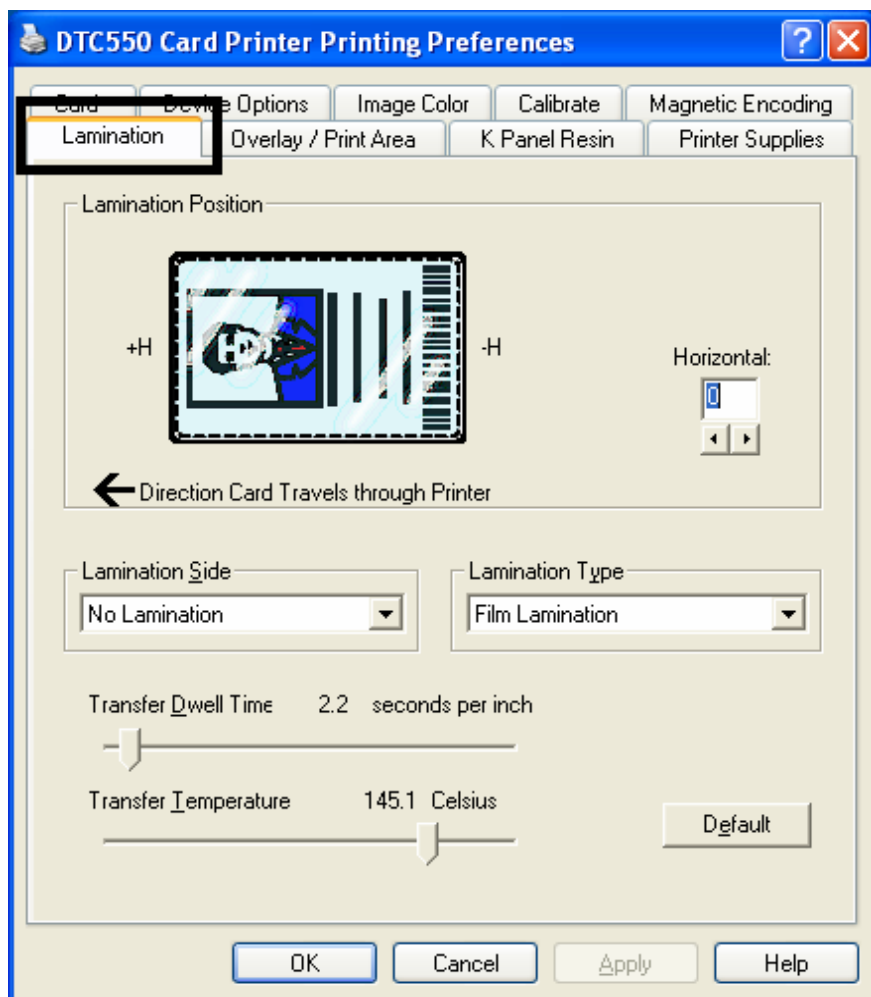 DTC550 Card Printer Printing Preferences
Card Device Options Image Color Calibrate Magnetic Encoding
Lamination Overlay / Print Area K Panel Resin Printer Supplies
Lamination Position
+H
-H
Horizontal:
0
Direction Card Travels through Printer
Lamination Side
No Lamination
Lamination Type
Film Lamination
Transfer Dwell Time 2.2 seconds per inch
Transfer Temperature 145.1 Celsius
Default
OK Cancel Apply Help